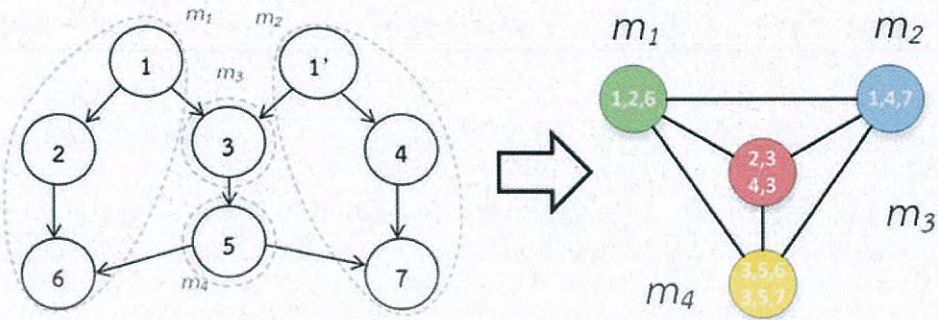 m₁ m₂
1 1'
m₃
2 3 4
6 5 7
m₄
m₁ m₂
1,2,6 1,4,7
2,3
4,3
m₃
m₄
3,5,6
3,5,7